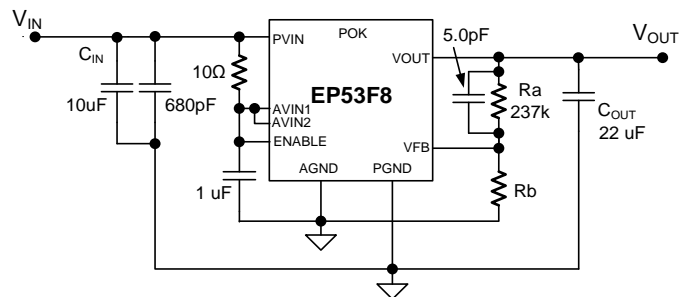 VIN
VOUT
CIN
10uF
680pF
10Ω
1 uF
PVIN
POK
VOUT
EP53F8
AVIN1
AVIN2
ENABLE
VFB
AGND
PGND
5.0pF
Ra
237k
Rb
COUT
22 uF